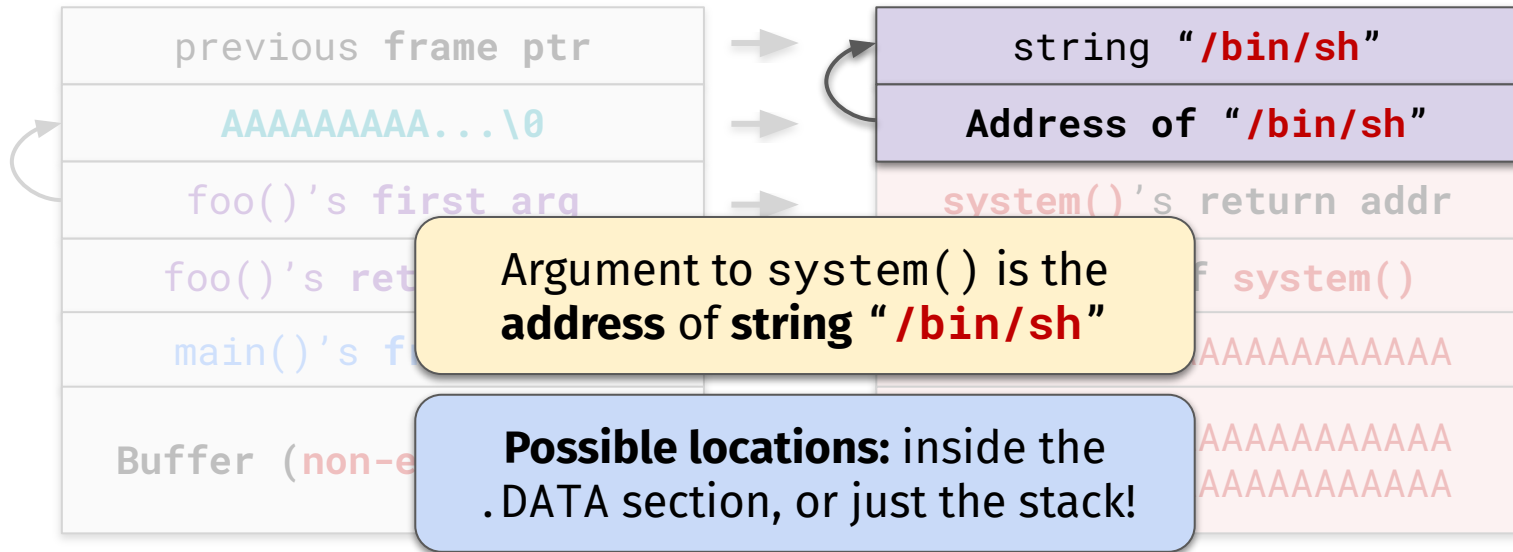 previous frame ptr
string “/bin/sh”
AAAAAAAAA...\0
Address of “/bin/sh”
foo()’s first arg
system()’s return addr
foo()’s ret
system()
main()’s
AAAAAAAAAAAA
Buffer (non-e
AAAAAAAAAAAA
AAAAAAAAAAAA
Argument to system() is the
address of string “/bin/sh”
Possible locations: inside the
.DATA section, or just the stack!